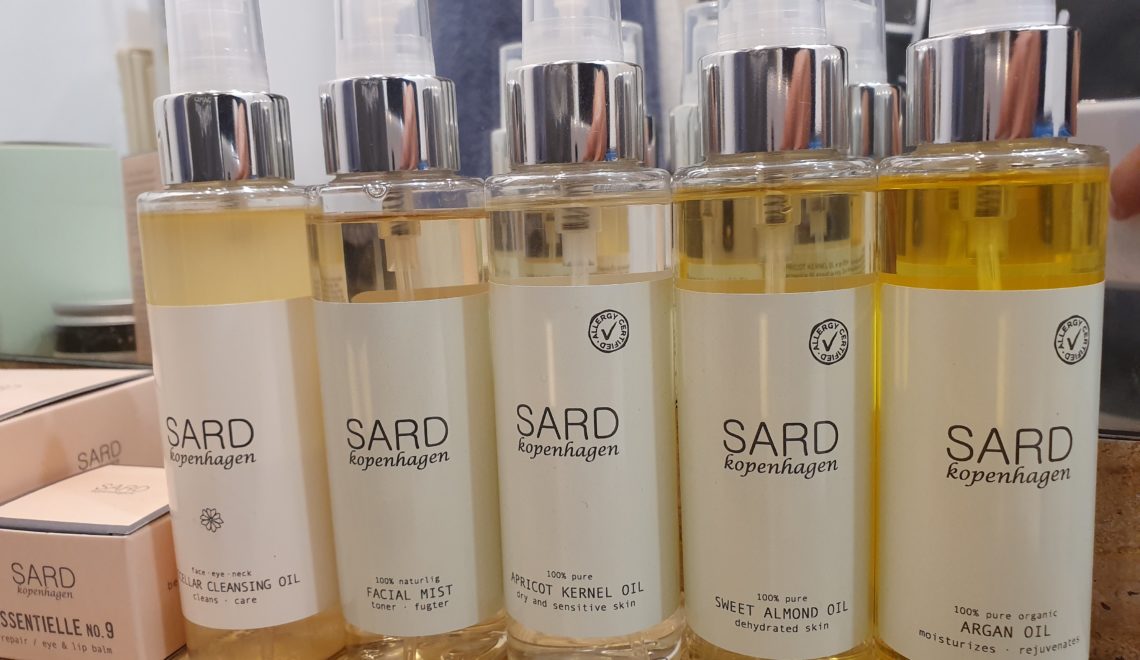 SARD
SARD
SARD
kopenhagen
ESSENTIELLE No.9
repair / eye & lip balm
SARD
kopenhagen
face·eye·neck
CLEANSING OIL
cleans · care
SARD
kopenhagen
100% naturlig
FACIAL MIST
toner · fugter
ALLERGY CERTIFIED
SARD
kopenhagen
100% pure
APRICOT KERNEL OIL
dry and sensitive skin
ALLERGY CERTIFIED
SARD
kopenhagen
100% pure
SWEET ALMOND OIL
dehydrated skin
ALLERGY CERTIFIED
SARD
kopenhagen
100% pure organic
ARGAN OIL
moisturizes · rejuvenates